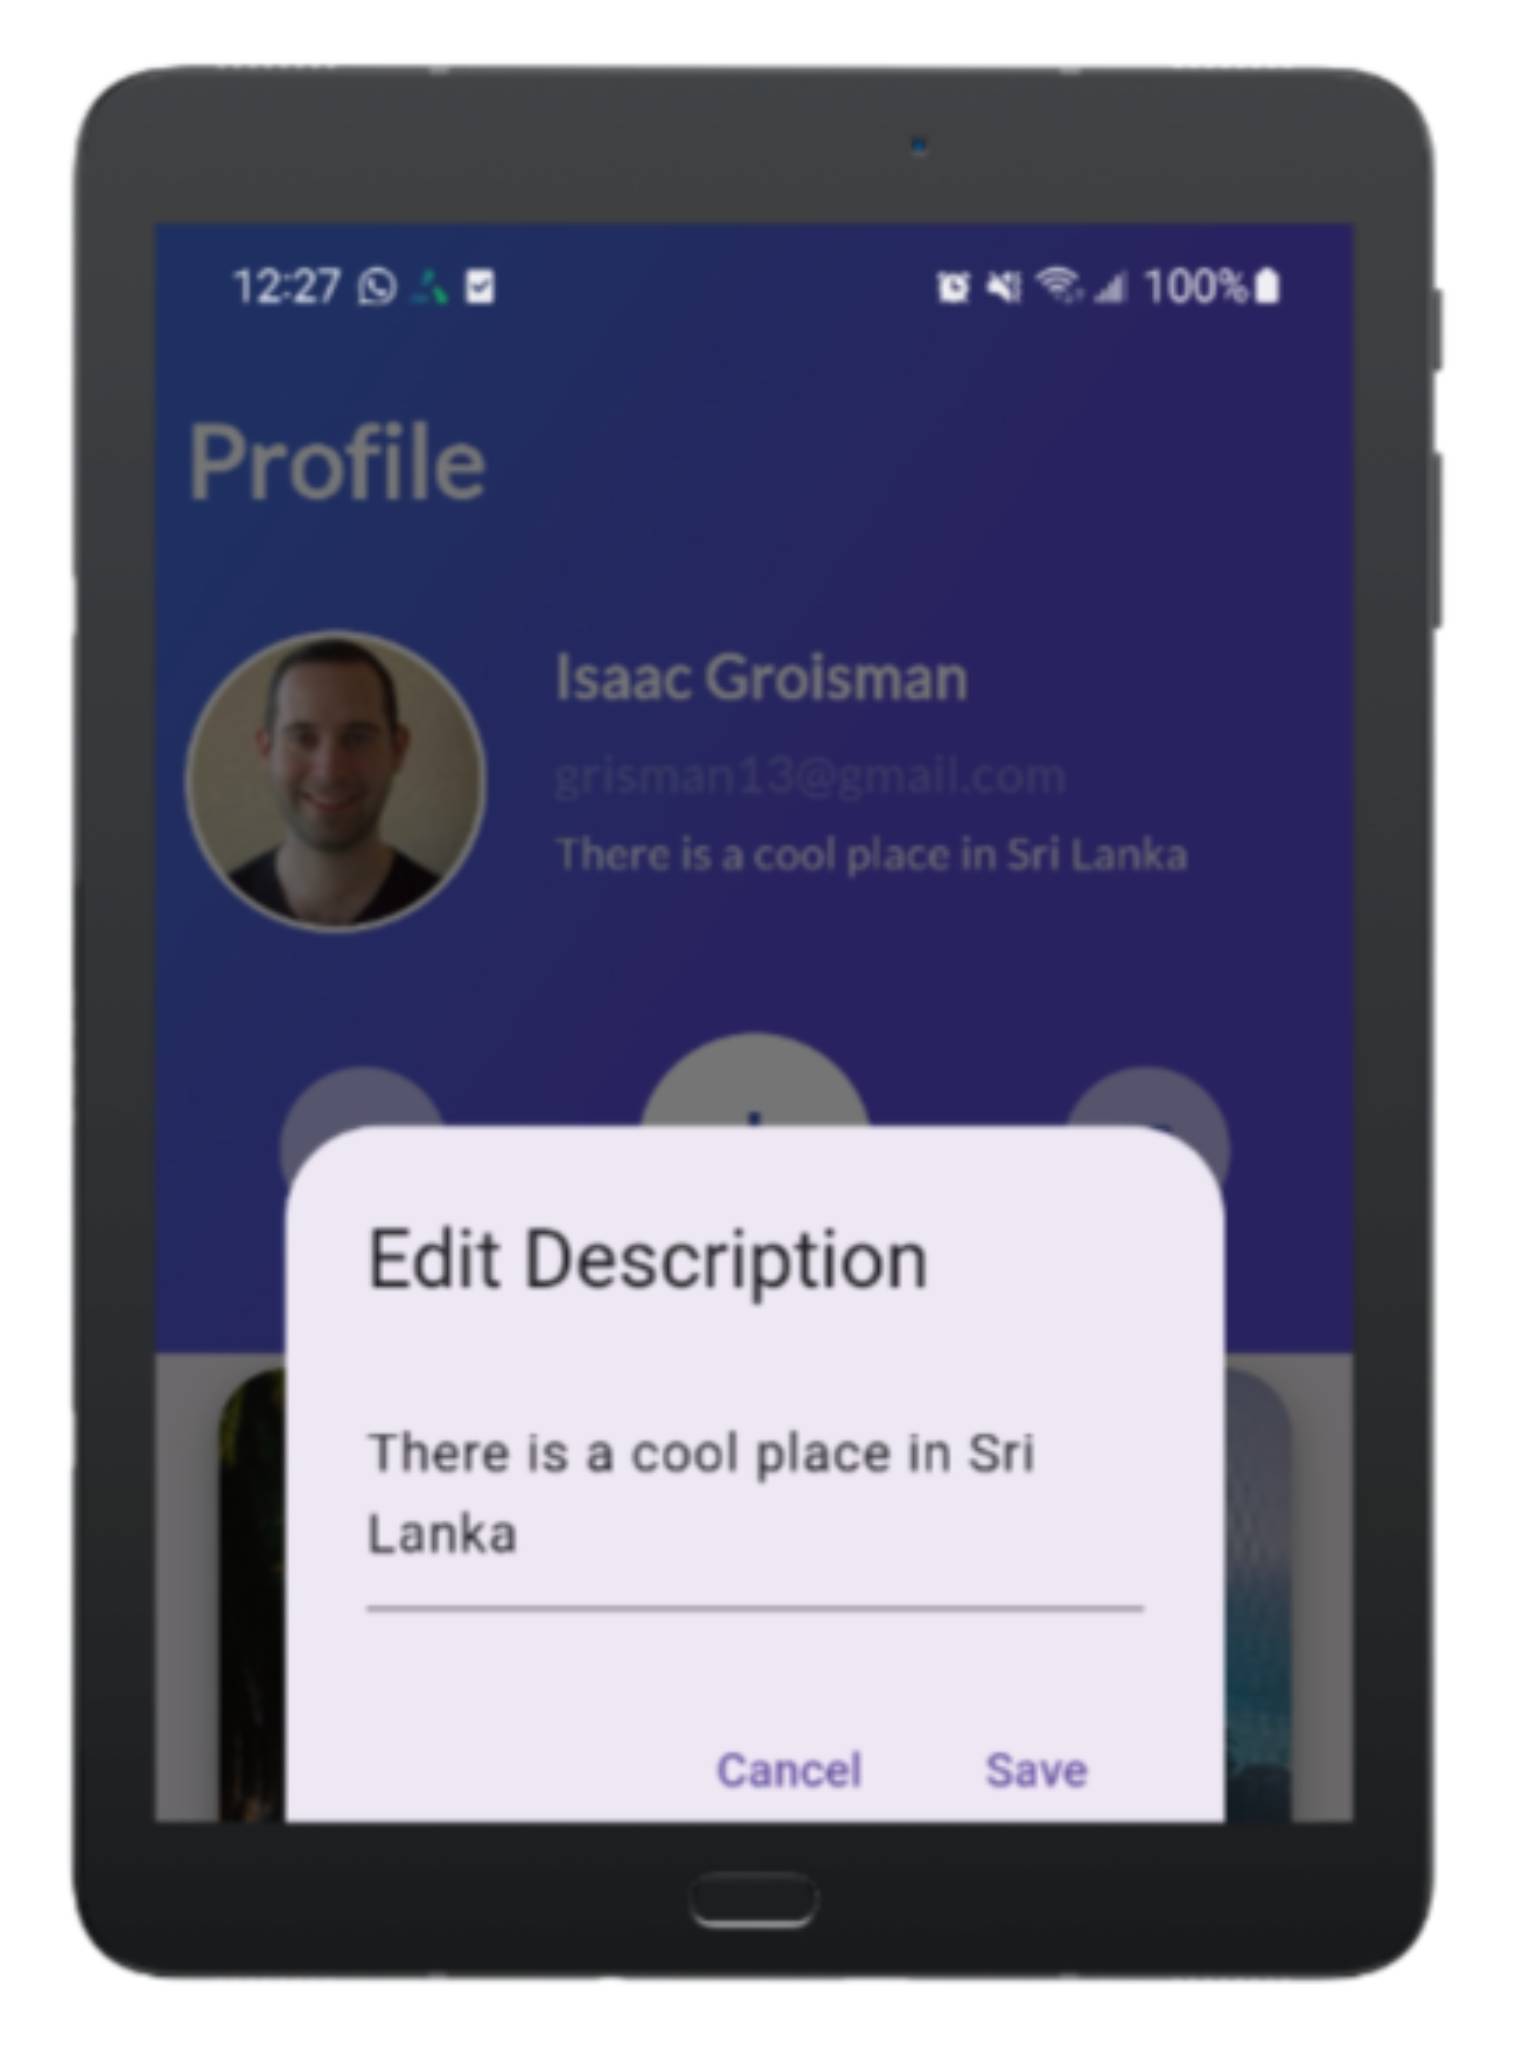 12:27
100%
Profile
Isaac Groisman
grisman13@gmail.com
There is a cool place in Sri Lanka
Edit Description
There is a cool place in Sri
Lanka
Cancel Save